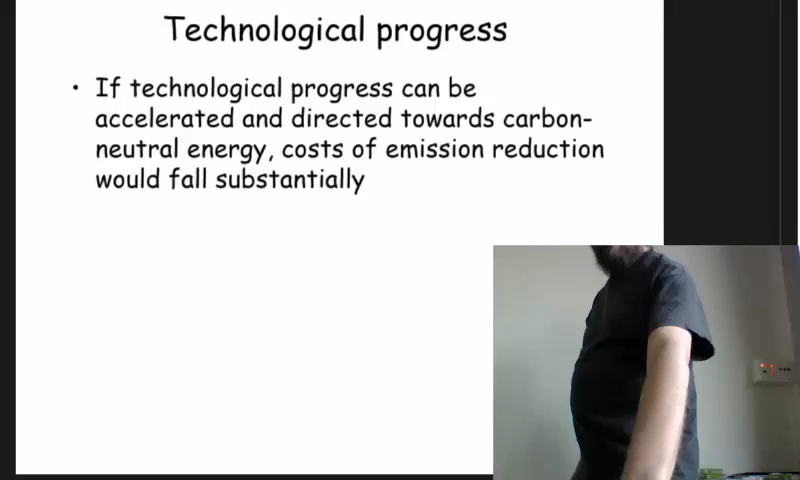 Technological progress
• If technological progress can be
accelerated and directed towards carbon-
neutral energy, costs of emission reduction
would fall substantially